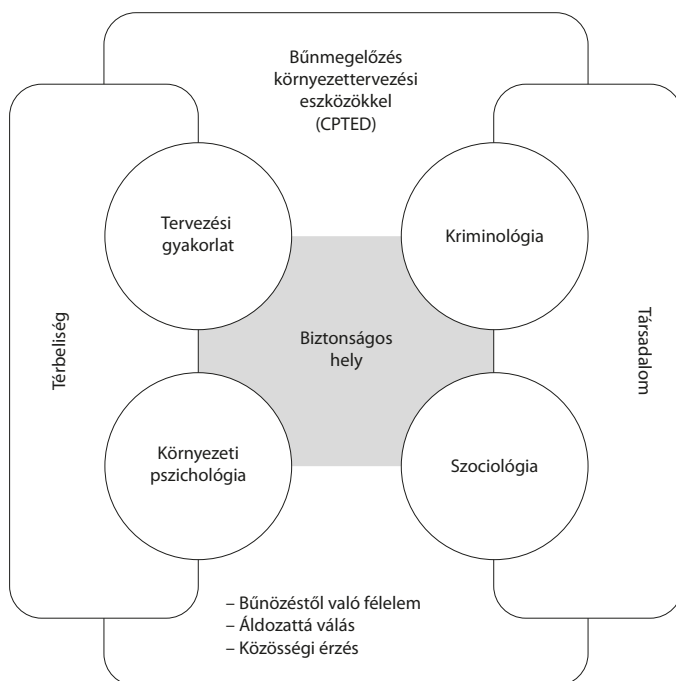 Bűnmegelőzés
környezettervezési
eszközökkel
(CPTED)
Tervezési
gyakorlat
Kriminológia
Térbeliség
Biztonságos
hely
Társadalom
Környezeti
pszichológia
Szociológia
– Bűnözéstől való félelem
– Áldozattá válás
– Közösségi érzés